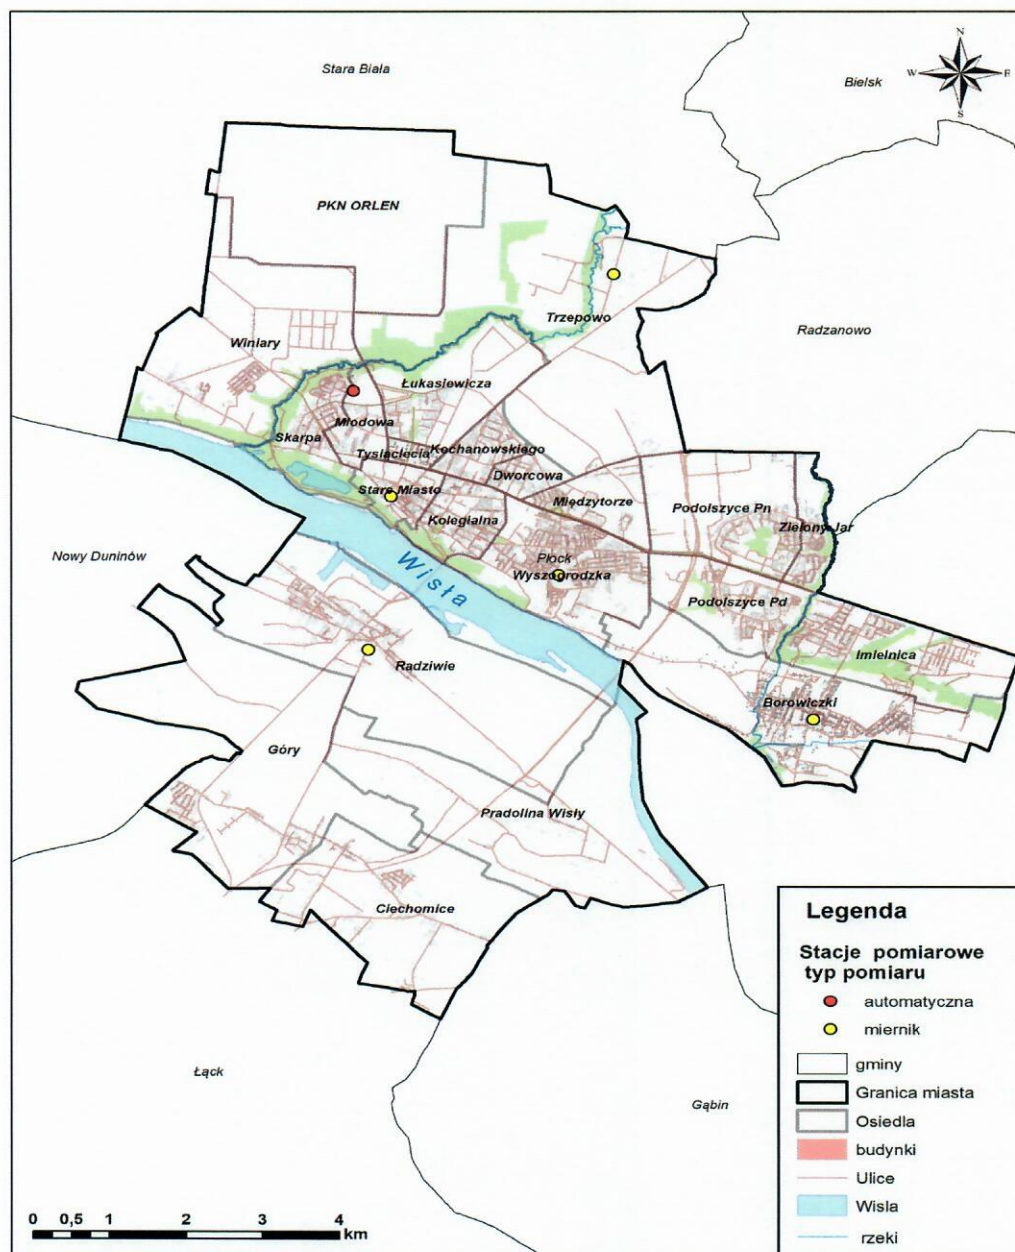 Stara Biała
Bielsk
N
W
E
S
PKN ORLEN
Trzepowo
Radzanowo
Winiary
Łukasiewicza
Młodowa
Skarpa
Tysiąclecia
Kochanowskiego
Dworcowa
Stare Miasto
Międzytorze
Podolszyce Pn
Kolegialna
Zielony Jar
Nowy Duninów
Wisła
Płock
Wyszogrodzka
Podolszyce Pd
Imielnica
Radziwie
Borowiczki
Góry
Pradolina Wisły
Ciechomice
Łąck
Gąbin
Legenda
Stacje pomiarowe
typ pomiaru
automatyczna
miernik
gminy
Granica miasta
Osiedla
budynki
Ulice
Wisla
rzeki
0 0,5 1 2 3 4
km